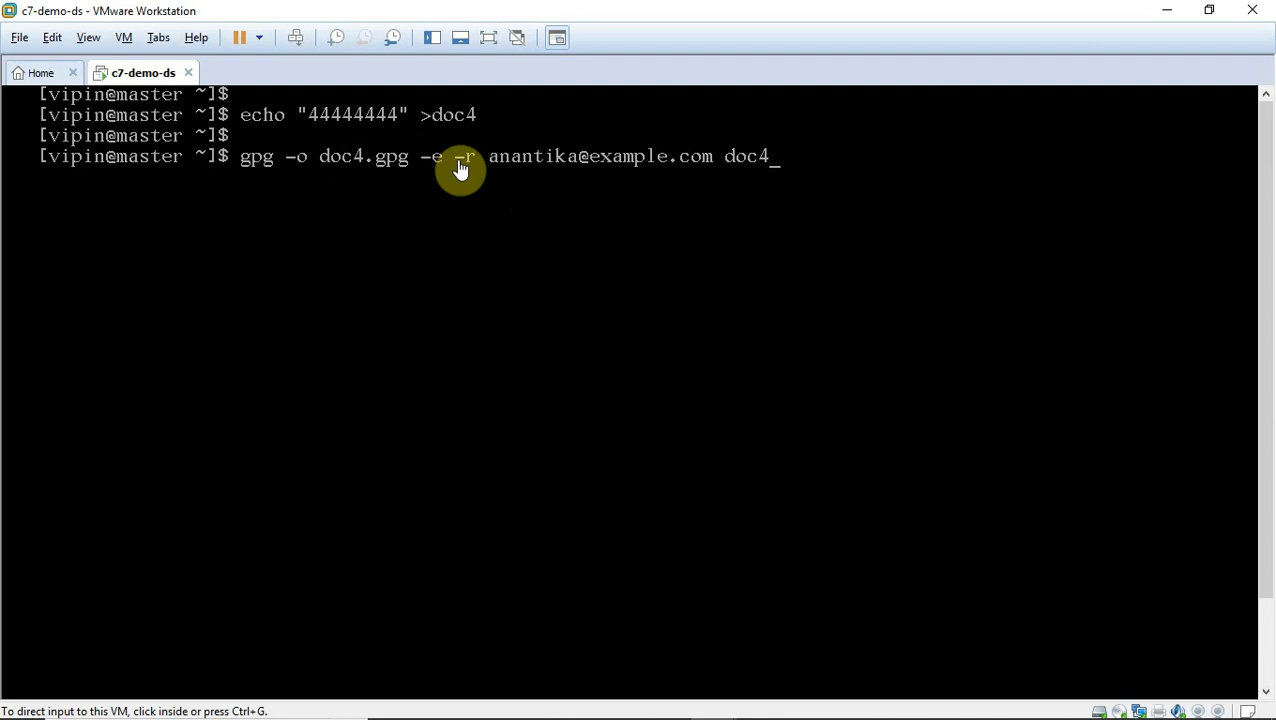 c7-demo-ds - VMware Workstation
File Edit View VM Tabs Help
Home c7-demo-ds
[vipin@master ~]$
[vipin@master ~]$ echo "44444444" >doc4
[vipin@master ~]$
[vipin@master ~]$ gpg -o doc4.gpg -e -r anantika@example.com doc4_
To direct input to this VM, click inside or press Ctrl+G.